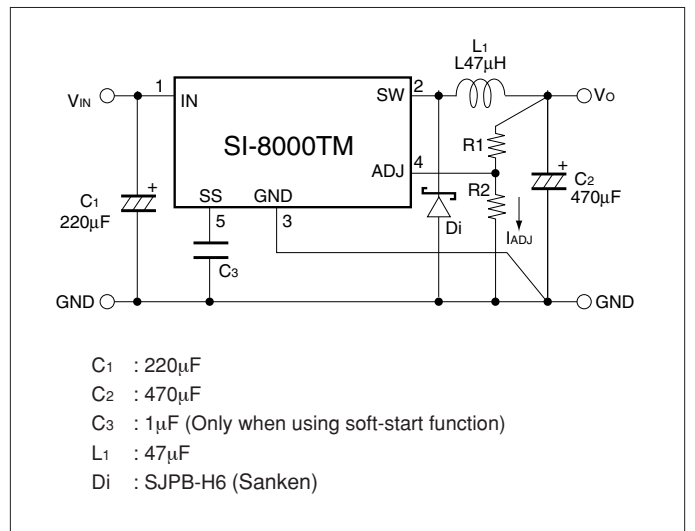 L1
L47μH
VIN
1
IN
SW
2
VO
SI-8000TM
R1
ADJ
4
C1
220μF
+
SS
GND
5
3
R2
IADJ
Di
+
C2
470μF
C3
GND
GND
C1 : 220μF
C2 : 470μF
C3 : 1μF (Only when using soft-start function)
L1 : 47μF
Di : SJPB-H6 (Sanken)